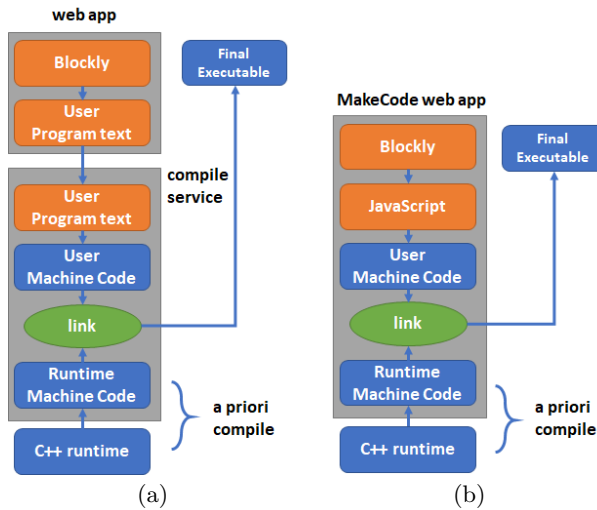 web app
Blockly
User
Program text
Final
Executable
compile
service
User
Program text
User
Machine Code
link
Runtime
Machine Code
a priori
compile
C++ runtime
(a)
MakeCode web app
Blockly
JavaScript
User
Machine Code
link
Runtime
Machine Code
C++ runtime
Final
Executable
a priori
compile
(b)